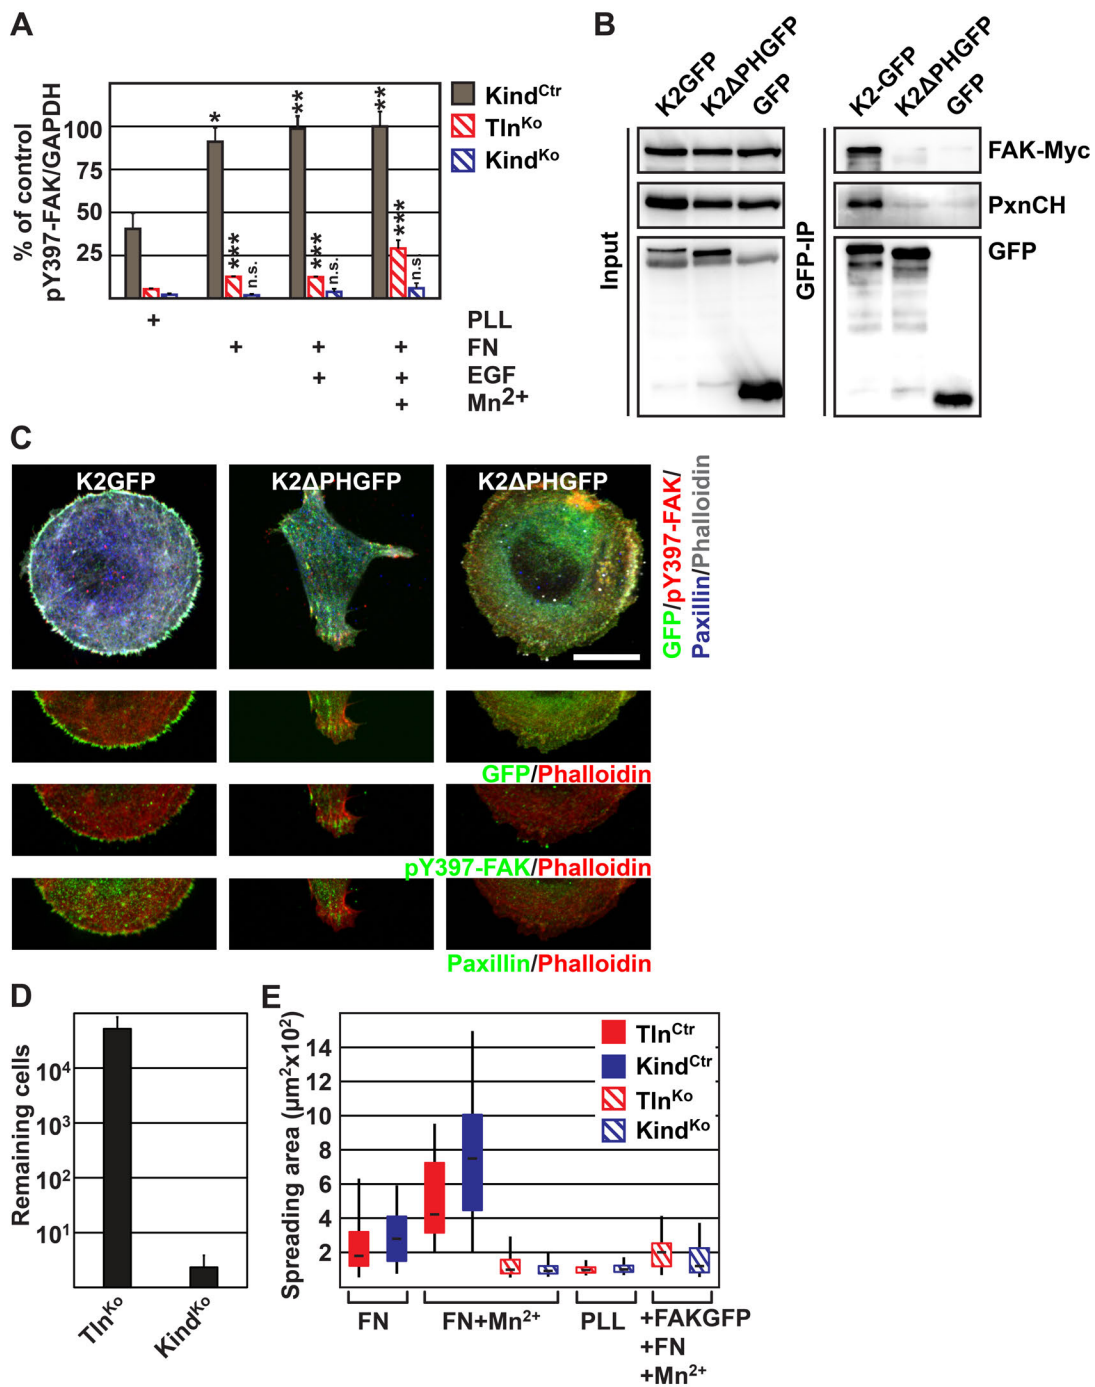 A
% of control
pY397-FAK/GAPDH
100
75
50
25
* ** **
*** *** ***
n.s. n.s. n.s
Kind^Ctr
Tln^Ko
Kind^Ko
+ PLL
+ + + FN
+ + EGF
+ Mn2+
B
K2GFP K2ΔPHGFP GFP
K2-GFP K2ΔPHGFP GFP
Input
GFP-IP
FAK-Myc
PxnCH
GFP
C
K2GFP K2ΔPHGFP K2ΔPHGFP
GFP/pY397-FAK/
Paxillin/Phalloidin
GFP/Phalloidin
pY397-FAK/Phalloidin
Paxillin/Phalloidin
D
Remaining cells
10^4
10^3
10^2
10^1
Tln^Ko Kind^Ko
E
Spreading area (μm²x10²)
14
12
10
8
6
4
2
Tln^Ctr
Kind^Ctr
Tln^Ko
Kind^Ko
FN FN+Mn2+ PLL +FAKGFP
+FN
+Mn2+